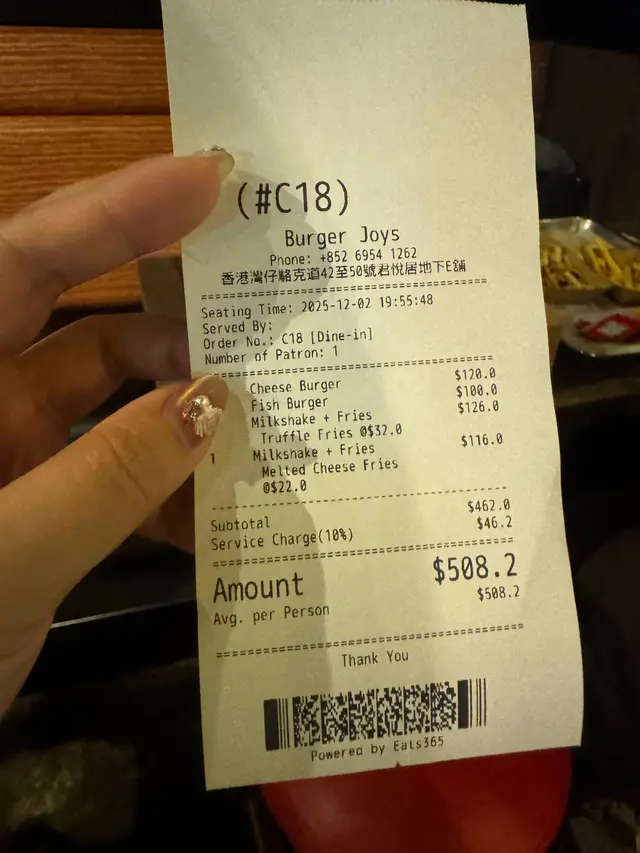 (#C18)
Burger Joys
Phone: +852 6954 1262
香港灣仔駱克道42至50號君悅居地下E舖
Seating Time: 2025-12-02 19:55:48
Served By:
Order No.: C18 [Dine-in]
Number of Patron: 1
Cheese Burger $120.0
Fish Burger $100.0
Milkshake + Fries $126.0
Truffle Fries @$32.0
1 Milkshake + Fries $116.0
Melted Cheese Fries
@$22.0
Subtotal $462.0
Service Charge(10%) $46.2
Amount $508.2
Avg. per Person $508.2
Thank You
Powered by Eats365